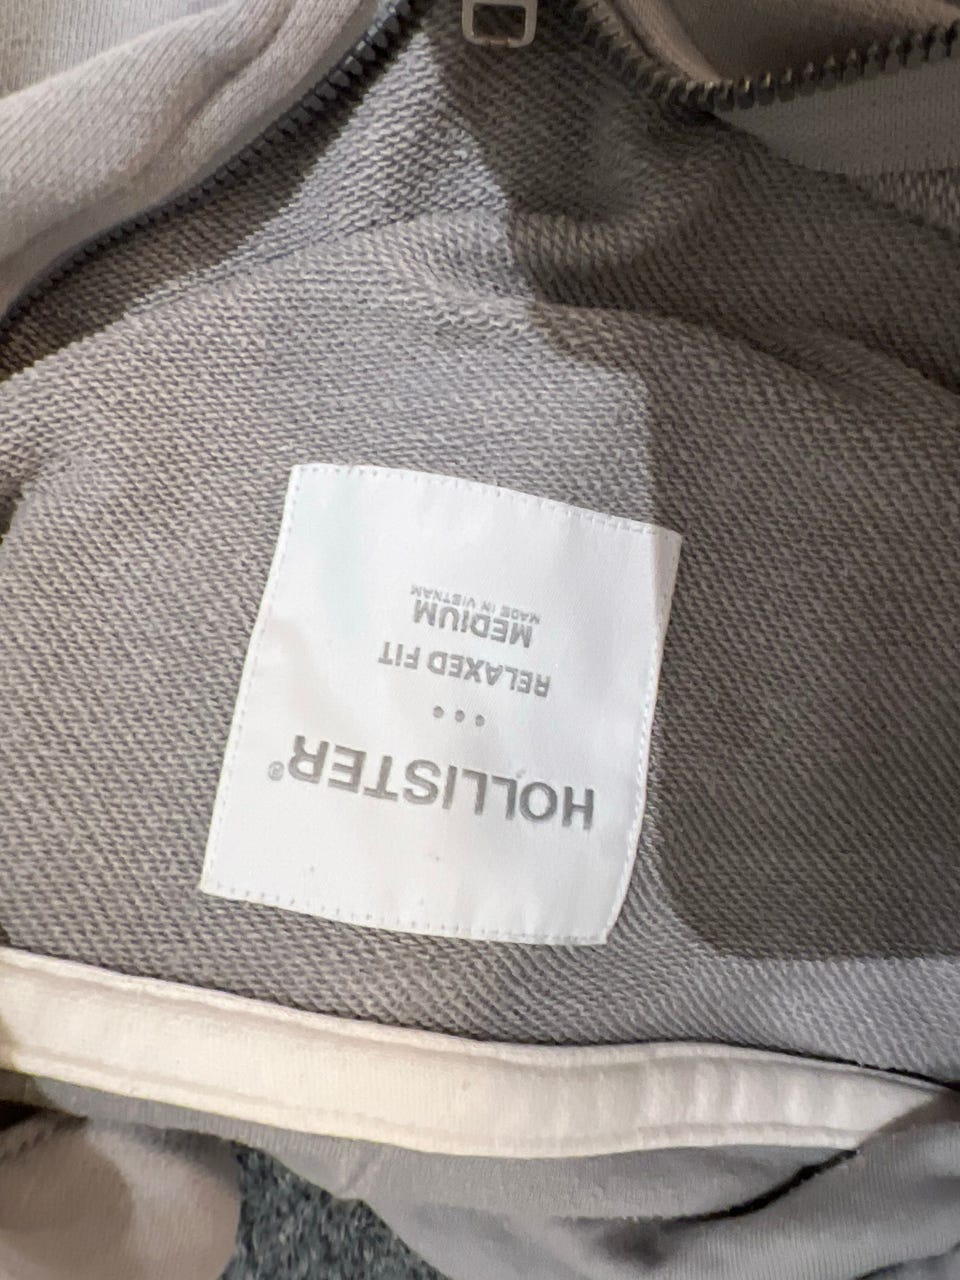 HOLLISTER®
RELAXED FIT
MEDIUM
MADE IN VIETNAM